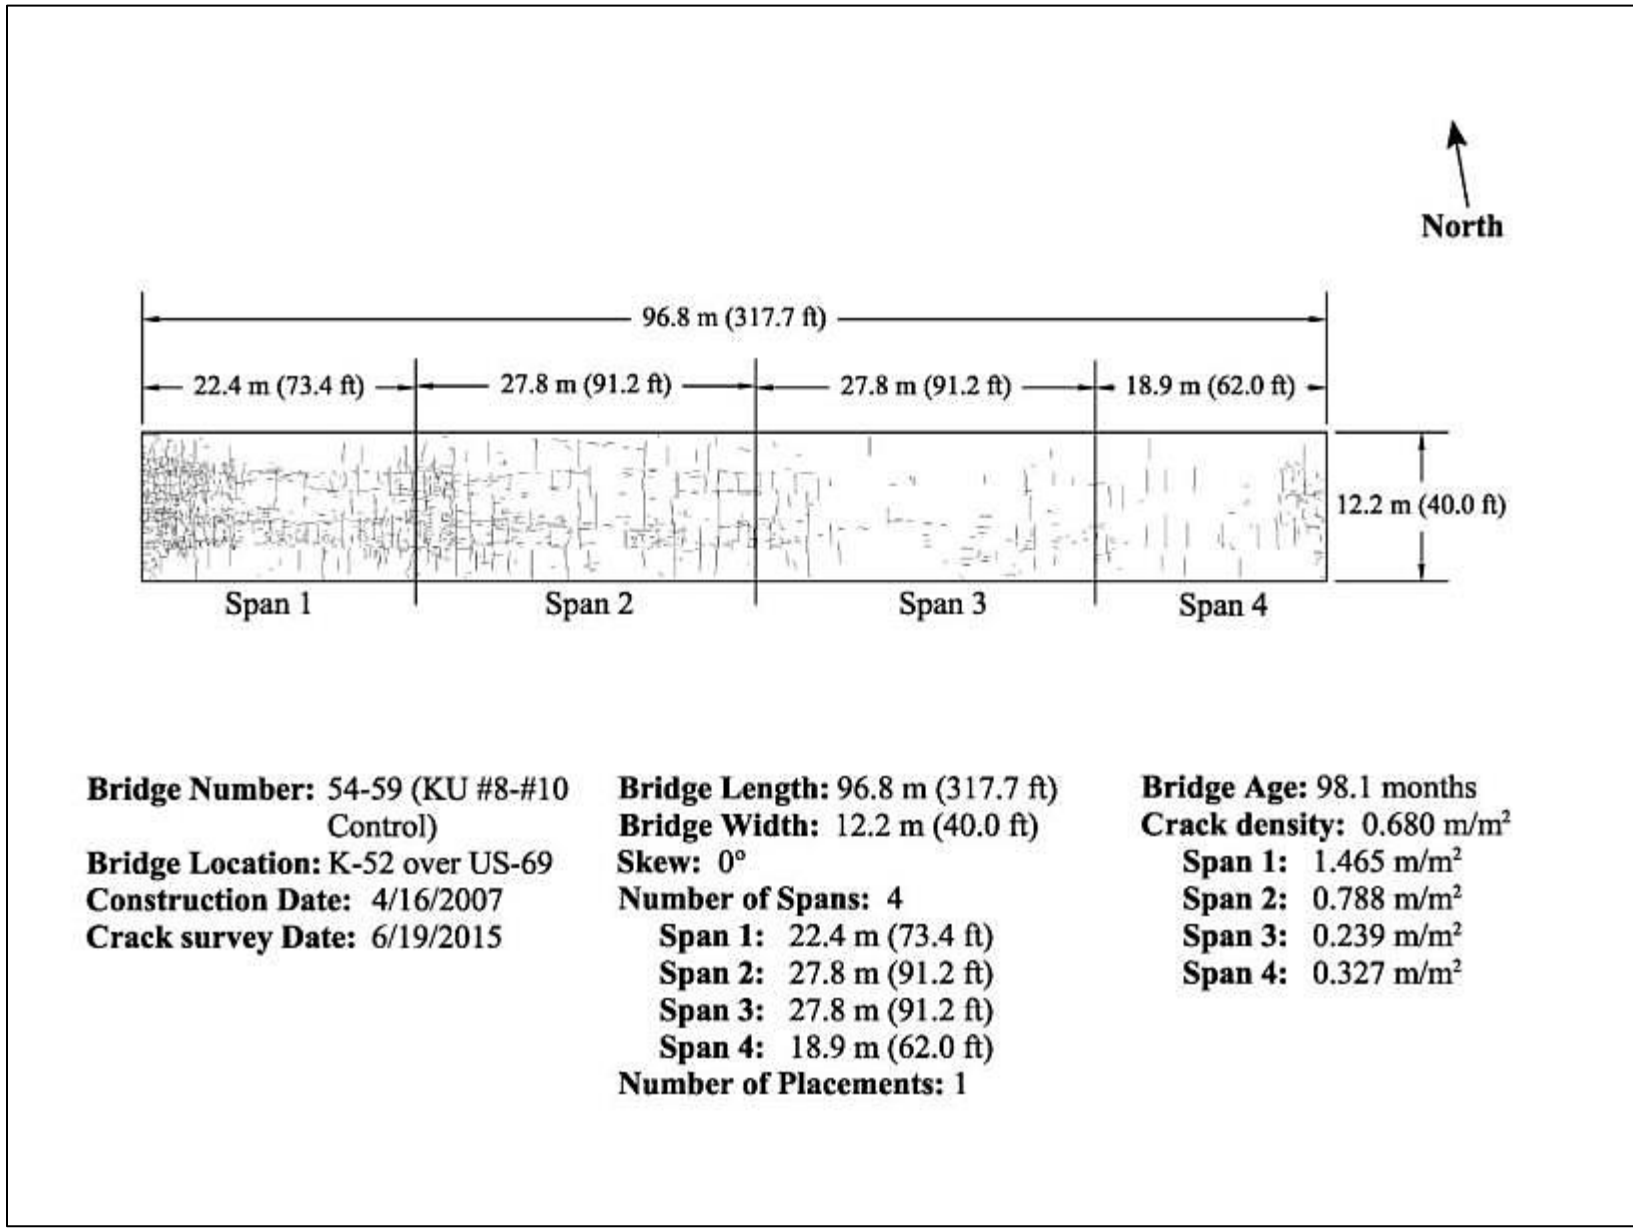 North
96.8 m (317.7 ft)
22.4 m (73.4 ft)
27.8 m (91.2 ft)
27.8 m (91.2 ft)
18.9 m (62.0 ft)
12.2 m (40.0 ft)
Span 1
Span 2
Span 3
Span 4
Bridge Number: 54-59 (KU #8-#10
Control)
Bridge Location: K-52 over US-69
Construction Date: 4/16/2007
Crack survey Date: 6/19/2015
Bridge Length: 96.8 m (317.7 ft)
Bridge Width: 12.2 m (40.0 ft)
Skew: 0º
Number of Spans: 4
Span 1: 22.4 m (73.4 ft)
Span 2: 27.8 m (91.2 ft)
Span 3: 27.8 m (91.2 ft)
Span 4: 18.9 m (62.0 ft)
Number of Placements: 1
Bridge Age: 98.1 months
Crack density: 0.680 m/m²
Span 1: 1.465 m/m²
Span 2: 0.788 m/m²
Span 3: 0.239 m/m²
Span 4: 0.327 m/m²